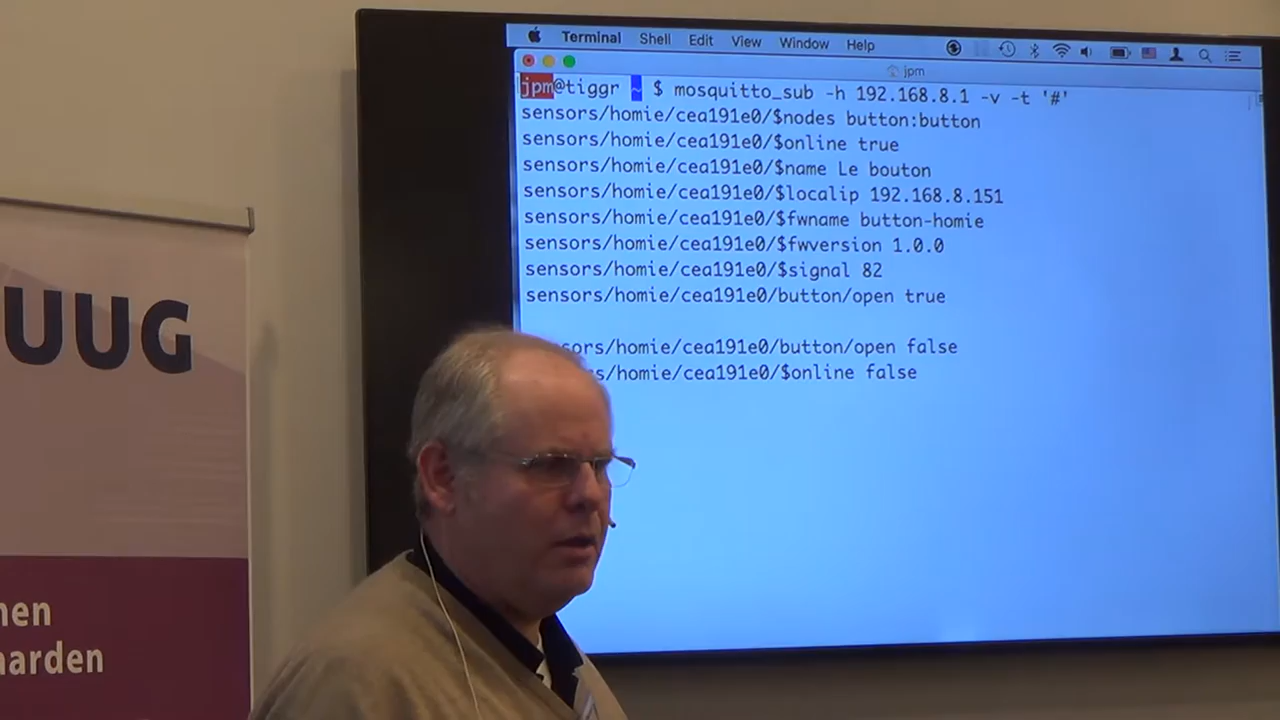 Terminal Shell Edit View Window Help
jpm
jpm@tiggr ~ $ mosquitto_sub -h 192.168.8.1 -v -t '#'
sensors/homie/cea191e0/$nodes button:button
sensors/homie/cea191e0/$online true
sensors/homie/cea191e0/$name Le bouton
sensors/homie/cea191e0/$localip 192.168.8.151
sensors/homie/cea191e0/$fwname button-homie
sensors/homie/cea191e0/$fwversion 1.0.0
sensors/homie/cea191e0/$signal 82
sensors/homie/cea191e0/button/open true
sors/homie/cea191e0/button/open false
s/homie/cea191e0/$online false
UUG
nen
arden